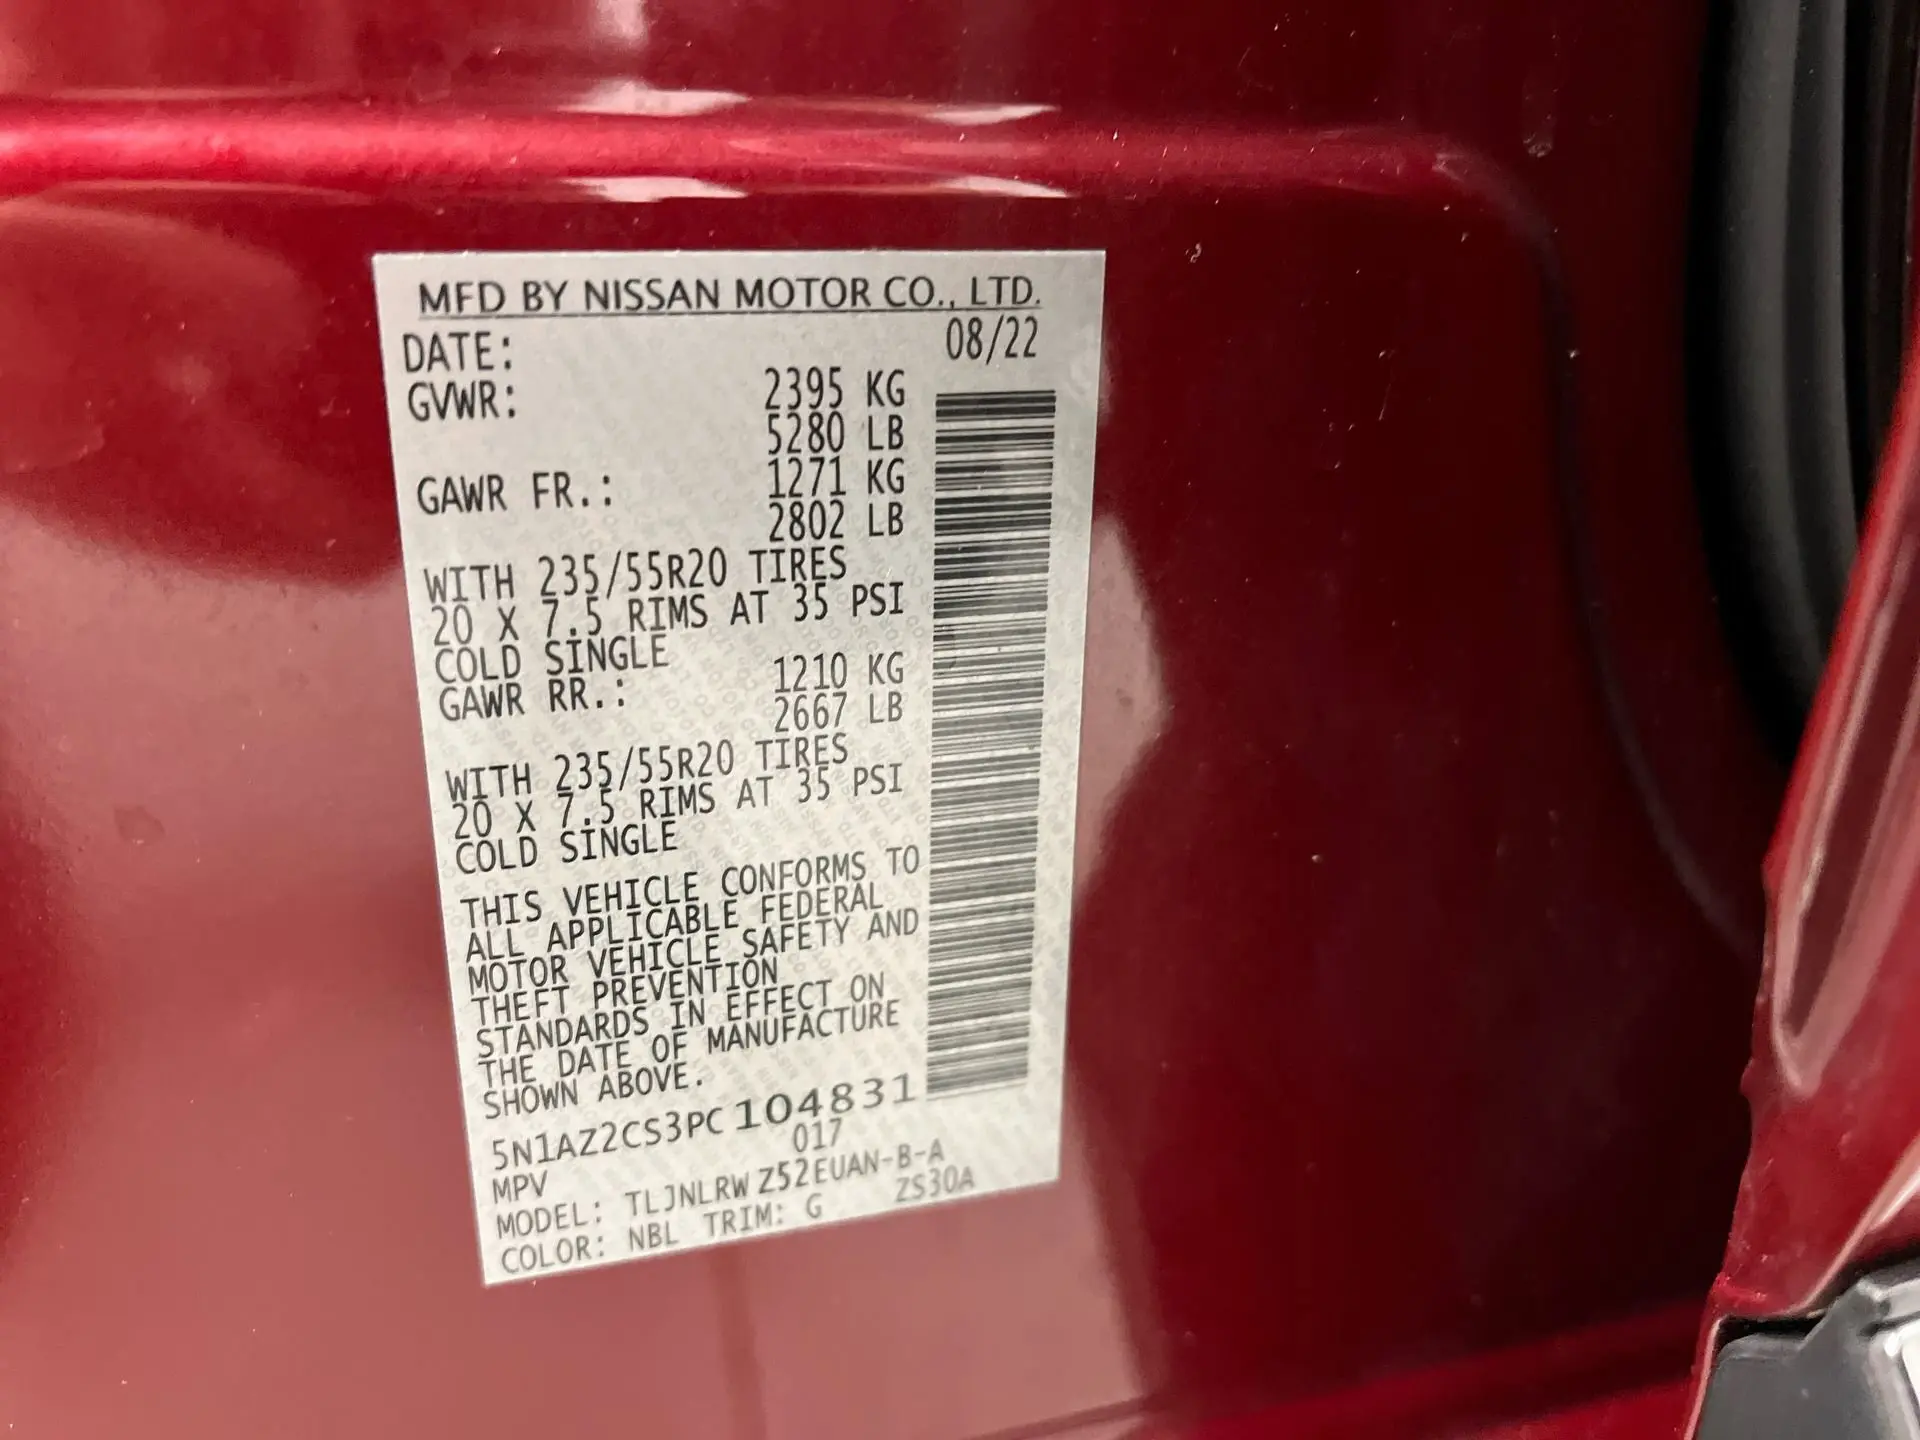 MFD BY NISSAN MOTOR CO., LTD.
DATE: 08/22
GVWR: 2395 KG
5280 LB
GAWR FR.: 1271 KG
2802 LB
WITH 235/55R20 TIRES
20 X 7.5 RIMS AT 35 PSI
COLD SINGLE
GAWR RR.: 1210 KG
2667 LB
WITH 235/55R20 TIRES
20 X 7.5 RIMS AT 35 PSI
COLD SINGLE
THIS VEHICLE CONFORMS TO
ALL APPLICABLE FEDERAL
MOTOR VEHICLE SAFETY AND
THEFT PREVENTION
STANDARDS IN EFFECT ON
THE DATE OF MANUFACTURE
SHOWN ABOVE.
5N1AZ2CS3PC104831
MPV 017
MODEL: TLJNLRWZ52EUAN-B-A
COLOR: NBL TRIM: G ZS30A